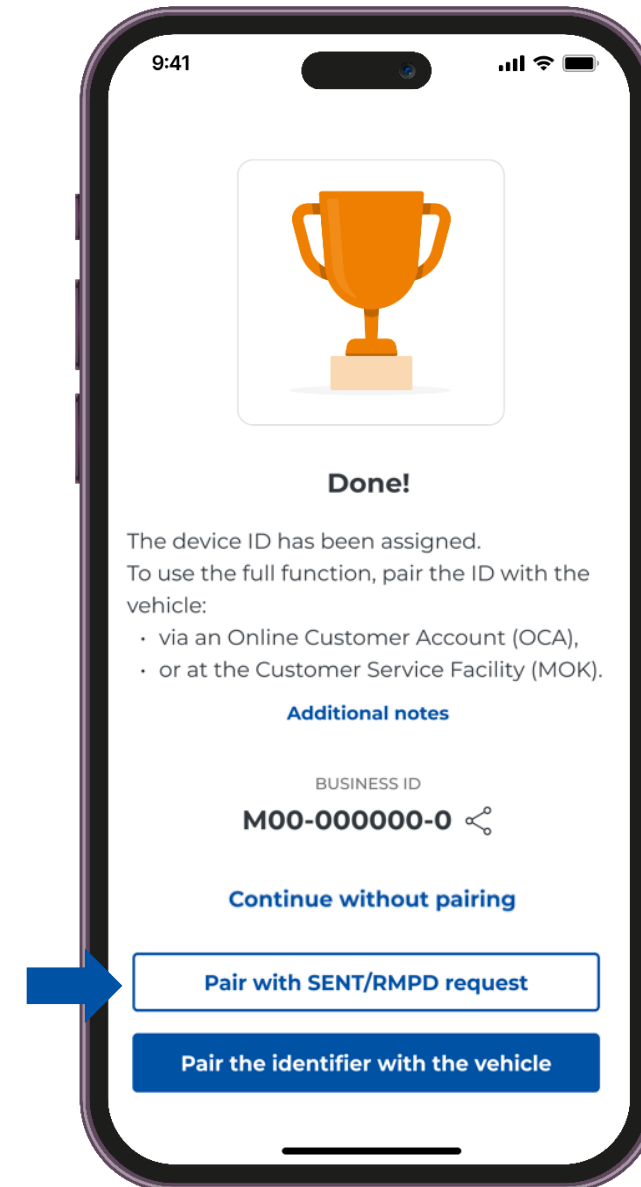 9:41
Done!
The device ID has been assigned.
To use the full function, pair the ID with the
vehicle:
• via an Online Customer Account (OCA),
• or at the Customer Service Facility (MOK).
Additional notes
BUSINESS ID
M00-000000-0
Continue without pairing
Pair with SENT/RMPD request
Pair the identifier with the vehicle